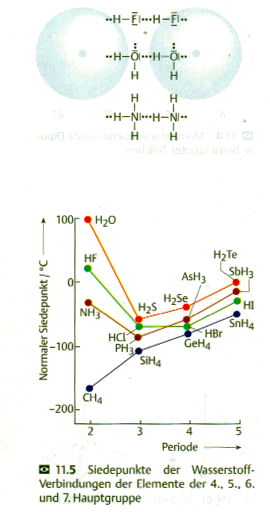 ··H–F|···H–F|··
··H–O|···H–O|··
H H
H H
··H–N|···H–N|··
H H
Normaler Siedepunkt / °C
100
0
-100
-200
H₂O
HF
NH₃
CH₄
H₂S
HCl
PH₃
SiH₄
H₂Se
AsH₃
HBr
GeH₄
H₂Te
SbH₃
HI
SnH₄
2 3 4 5
Periode
11.5 Siedepunkte der Wasserstoff-
Verbindungen der Elemente der 4., 5., 6.
und 7. Hauptgruppe